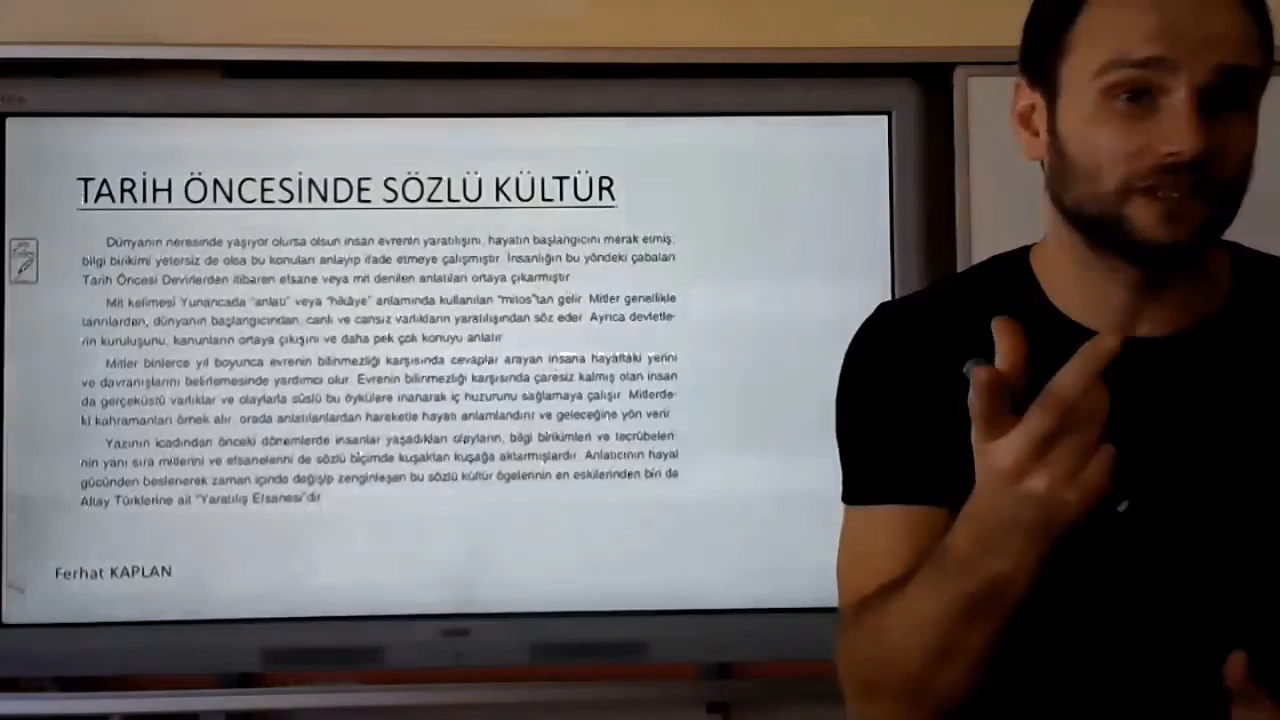 TARİH ÖNCESİNDE SÖZLÜ KÜLTÜR
Dünyanın neresinde yaşıyor olursa olsun insan evrenin yaratılışını, hayatın başlangıcını merak etmiş,
bilgi birikimi yetersiz de olsa bu konuları anlayıp ifade etmeye çalışmıştır. İnsanlığın bu yöndeki çabaları
Tarih Öncesi Devirlerden itibaren efsane veya mit denilen anlatıları ortaya çıkarmıştır.
Mit kelimesi Yunancada "anlatı" veya "hikâye" anlamında kullanılan "mitos"tan gelir. Mitler genellikle
tanrılardan, dünyanın başlangıcından, canlı ve cansız varlıkların yaratılışından söz eder. Ayrıca devletle-
rin kuruluşunu, kanunların ortaya çıkışını ve daha pek çok konuyu anlatır.
Mitler binlerce yıl boyunca evrenin bilinmezliği karşısında cevaplar arayan insana hayattaki yerini
ve davranışlarını belirlemesinde yardımcı olur. Evrenin bilinmezliği karşısında çaresiz kalmış olan insan
da gerçeküstü varlıklar ve olaylarla süslü bu öykülere inanarak iç huzurunu sağlamaya çalışır. Mitlerde-
ki kahramanları örnek alır, orada anlatılanlardan hareketle hayatı anlamlandırır ve geleceğine yön verir.
Yazının icadından önceki dönemlerde insanlar yaşadıkları olayların, bilgi birikimleri ve tecrübeleri-
nin yanı sıra mitlerini ve efsanelerini de sözlü biçimde kuşaktan kuşağa aktarmışlardır. Anlatıcının hayal
gücünden beslenerek zaman içinde değişip zenginleşen bu sözlü kültür ögelerinin en eskilerinden biri de
Altay Türklerine ait "Yaratılış Efsanesi"dir.
Ferhat KAPLAN